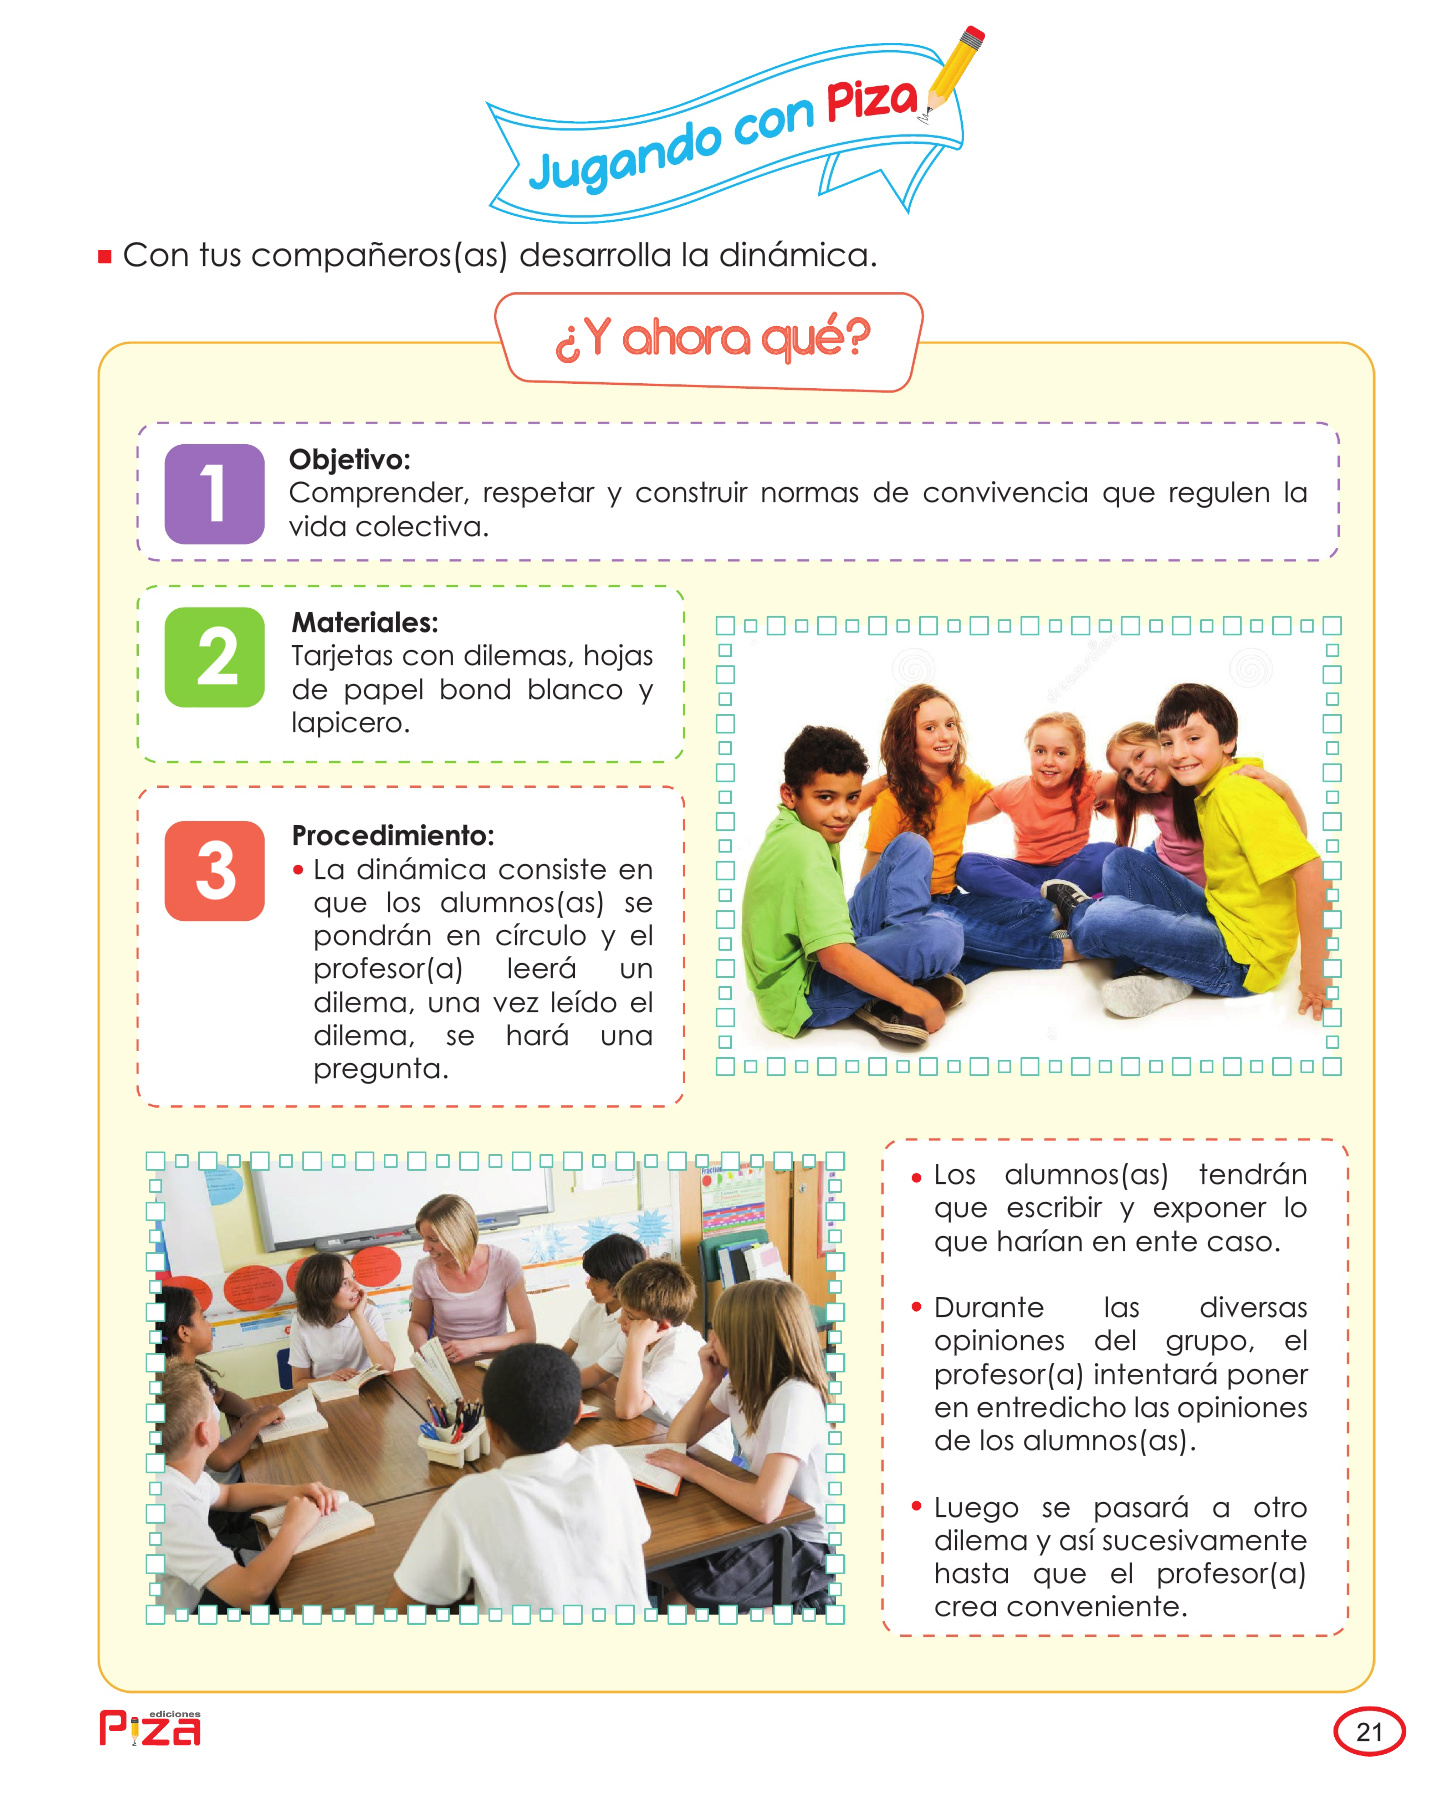 Jugando con Piza
Con tus compañeros(as) desarrolla la dinámica.
¿Y ahora qué?
1
Objetivo:
Comprender, respetar y construir normas de convivencia que regulen la
vida colectiva.
2
Materiales:
Tarjetas con dilemas, hojas
de papel bond blanco y
lapicero.
3
Procedimiento:
• La dinámica consiste en
que los alumnos(as) se
pondrán en círculo y el
profesor(a) leerá un
dilema, una vez leído el
dilema, se hará una
pregunta.
• Los alumnos(as) tendrán
que escribir y exponer lo
que harían en ente caso.
• Durante las diversas
opiniones del grupo, el
profesor(a) intentará poner
en entredicho las opiniones
de los alumnos(as).
• Luego se pasará a otro
dilema y así sucesivamente
hasta que el profesor(a)
crea conveniente.
ediciones
Piza
21